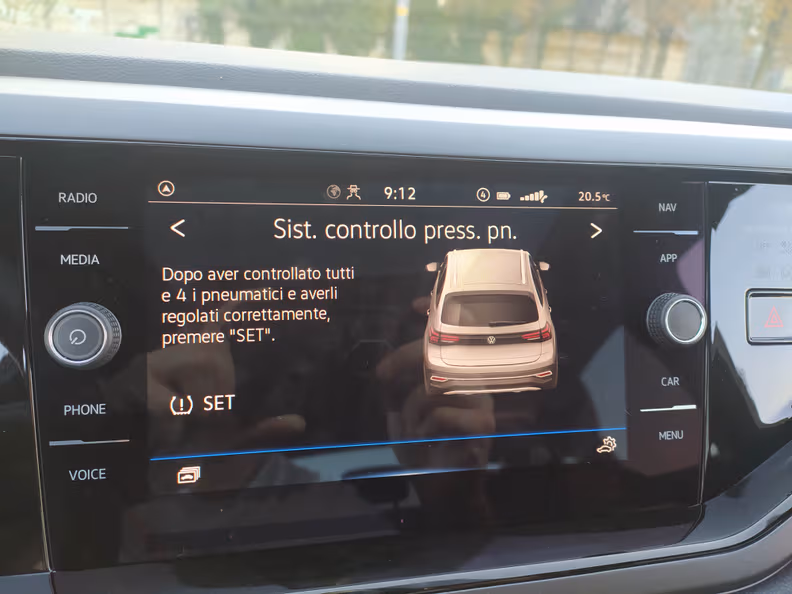 RADIO
MEDIA
PHONE
VOICE
9:12
4
20.5°C
< Sist. controllo press. pn. >
Dopo aver controllato tutti
e 4 i pneumatici e averli
regolati correttamente,
premere "SET".
SET
NAV
APP
CAR
MENU